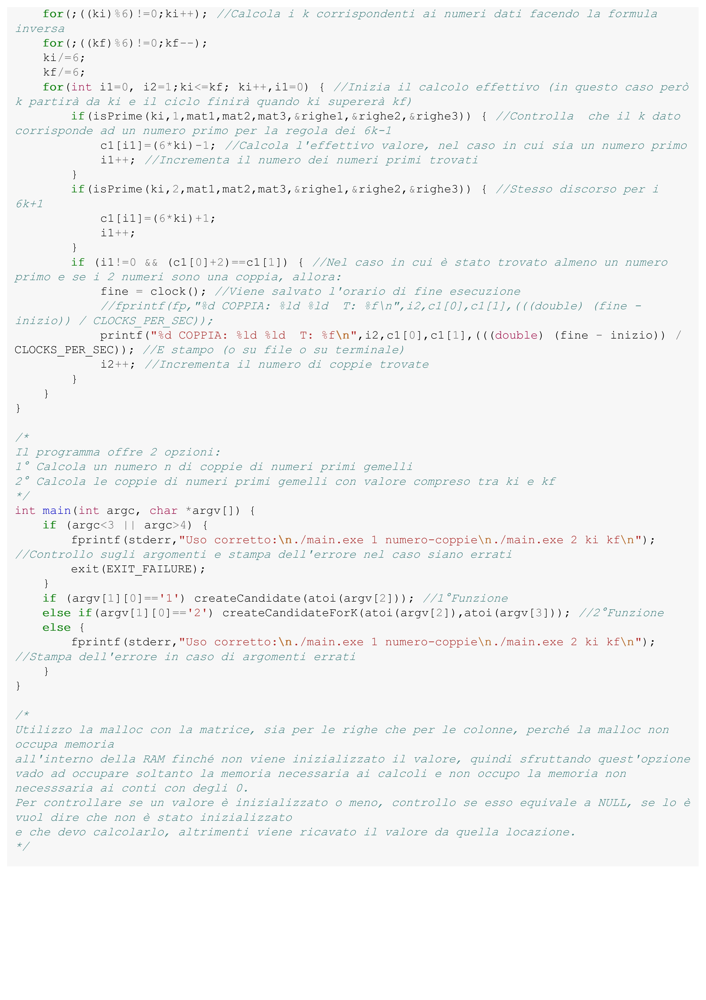 for(;((ki)%6)!=0;ki++); //Calcola i k corrispondenti ai numeri dati facendo la formula
inversa
for(;((kf)%6)!=0;kf--);
ki/=6;
kf/=6;
for(int i1=0, i2=1;ki<=kf; ki++,i1=0) { //Inizia il calcolo effettivo (in questo caso però
k partirà da ki e il ciclo finirà quando ki supererà kf)
if(isPrime(ki,1,mat1,mat2,mat3,&righe1,&righe2,&righe3)) { //Controlla  che il k dato
corrisponde ad un numero primo per la regola dei 6k-1
c1[i1]=(6*ki)-1; //Calcola l'effettivo valore, nel caso in cui sia un numero primo
i1++; //Incrementa il numero dei numeri primi trovati
}
if(isPrime(ki,2,mat1,mat2,mat3,&righe1,&righe2,&righe3)) { //Stesso discorso per i
6k+1
c1[i1]=(6*ki)+1;
i1++;
}
if (i1!=0 && (c1[0]+2)==c1[1]) { //Nel caso in cui è stato trovato almeno un numero
primo e se i 2 numeri sono una coppia, allora:
fine = clock(); //Viene salvato l'orario di fine esecuzione
//fprintf(fp,"%d COPPIA: %ld %ld  T: %f\n",i2,c1[0],c1[1],(((double) (fine -
inizio)) / CLOCKS_PER_SEC));
printf("%d COPPIA: %ld %ld  T: %f\n",i2,c1[0],c1[1],(((double) (fine - inizio)) /
CLOCKS_PER_SEC)); //E stampo (o su file o su terminale)
i2++; //Incrementa il numero di coppie trovate
}
}
}
/*
Il programma offre 2 opzioni:
1° Calcola un numero n di coppie di numeri primi gemelli
2° Calcola le coppie di numeri primi gemelli con valore compreso tra ki e kf
*/
int main(int argc, char *argv[]) {
if (argc<3 || argc>4) {
fprintf(stderr,"Uso corretto:\n./main.exe 1 numero-coppie\n./main.exe 2 ki kf\n");
//Controllo sugli argomenti e stampa dell'errore nel caso siano errati
exit(EXIT_FAILURE);
}
if (argv[1][0]=='1') createCandidate(atoi(argv[2])); //1°Funzione
else if(argv[1][0]=='2') createCandidateForK(atoi(argv[2]),atoi(argv[3])); //2°Funzione
else {
fprintf(stderr,"Uso corretto:\n./main.exe 1 numero-coppie\n./main.exe 2 ki kf\n");
//Stampa dell'errore in caso di argomenti errati
}
}
/*
Utilizzo la malloc con la matrice, sia per le righe che per le colonne, perché la malloc non
occupa memoria
all'interno della RAM finché non viene inizializzato il valore, quindi sfruttando quest'opzione
vado ad occupare soltanto la memoria necessaria ai calcoli e non occupo la memoria non
necesssaria ai conti con degli 0.
Per controllare se un valore è inizializzato o meno, controllo se esso equivale a NULL, se lo è
vuol dire che non è stato inizializzato
e che devo calcolarlo, altrimenti viene ricavato il valore da quella locazione.
*/